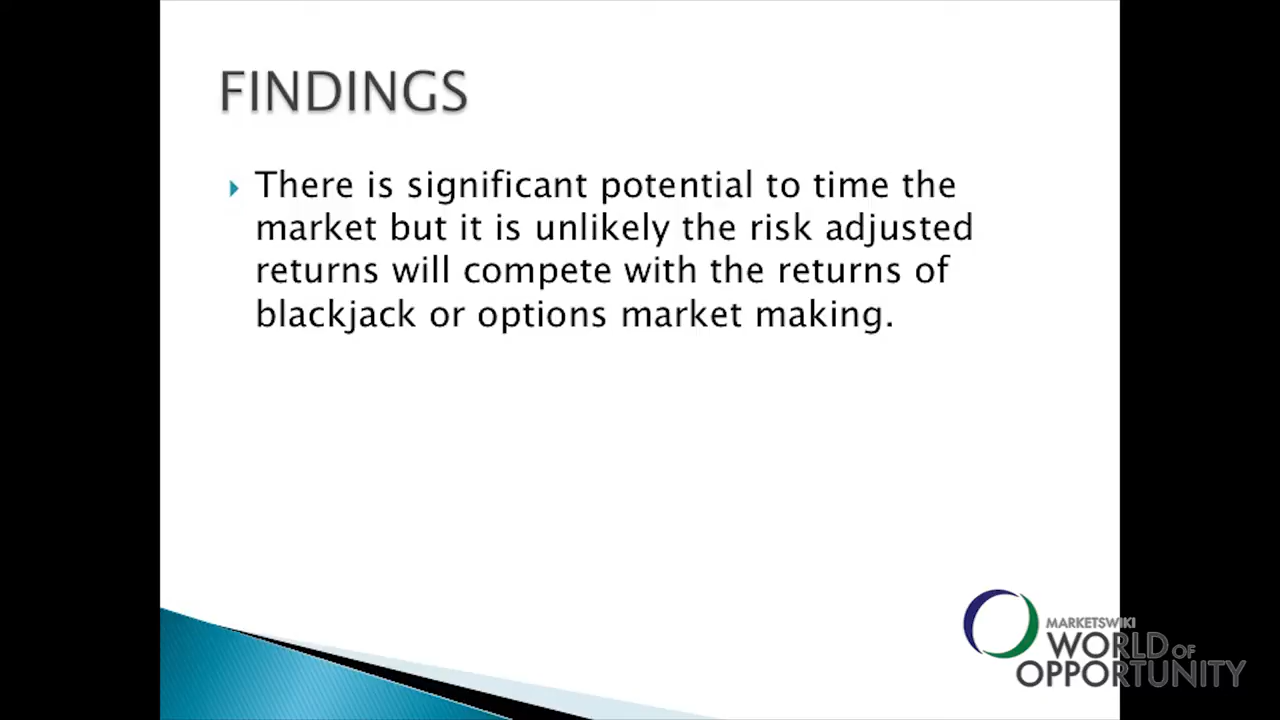 FINDINGS
There is significant potential to time the
market but it is unlikely the risk adjusted
returns will compete with the returns of
blackjack or options market making.
MARKETSWIKI
WORLD OF
OPPORTUNITY